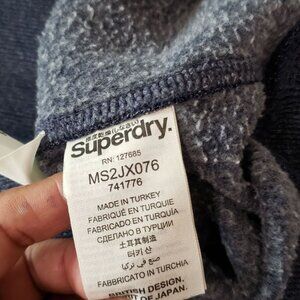 極度乾燥(しなさい)
Superdry.
RN: 127685
MS2JX076
741776
MADE IN TURKEY
FABRIQUÉ EN TURQUIE
FABRICADO EN TURQUÍA
СДЕЛАНО В ТУРЦИИ
土耳其制造
터키 산
صنع في تركيا
FABBRICATO IN TURCHIA
BRITISH DESIGN.
OF JAPAN.